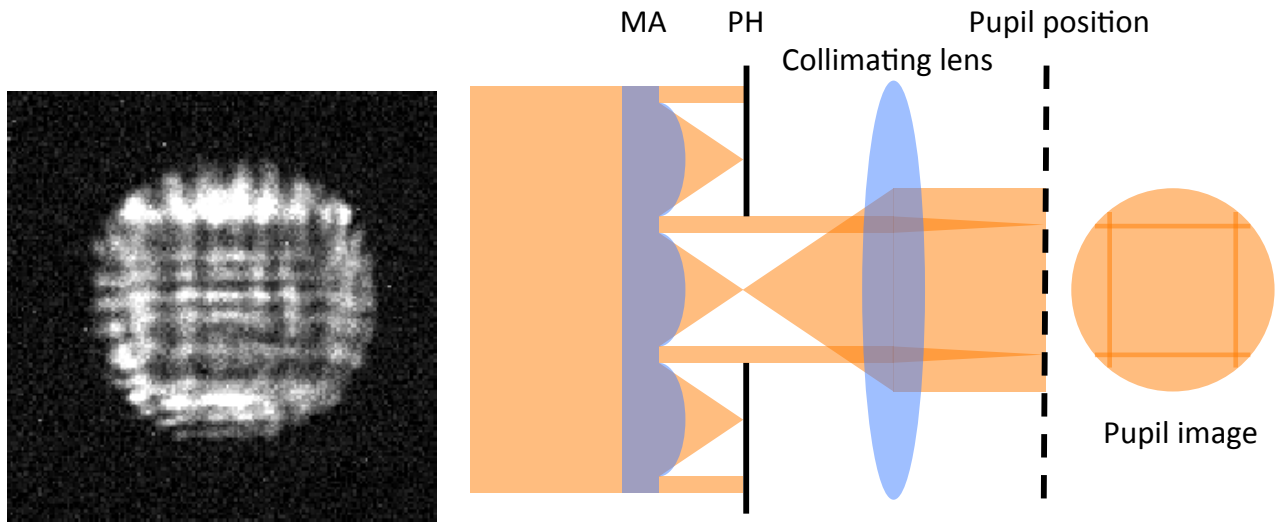 MA
PH
Pupil position
Collimating lens
Pupil image